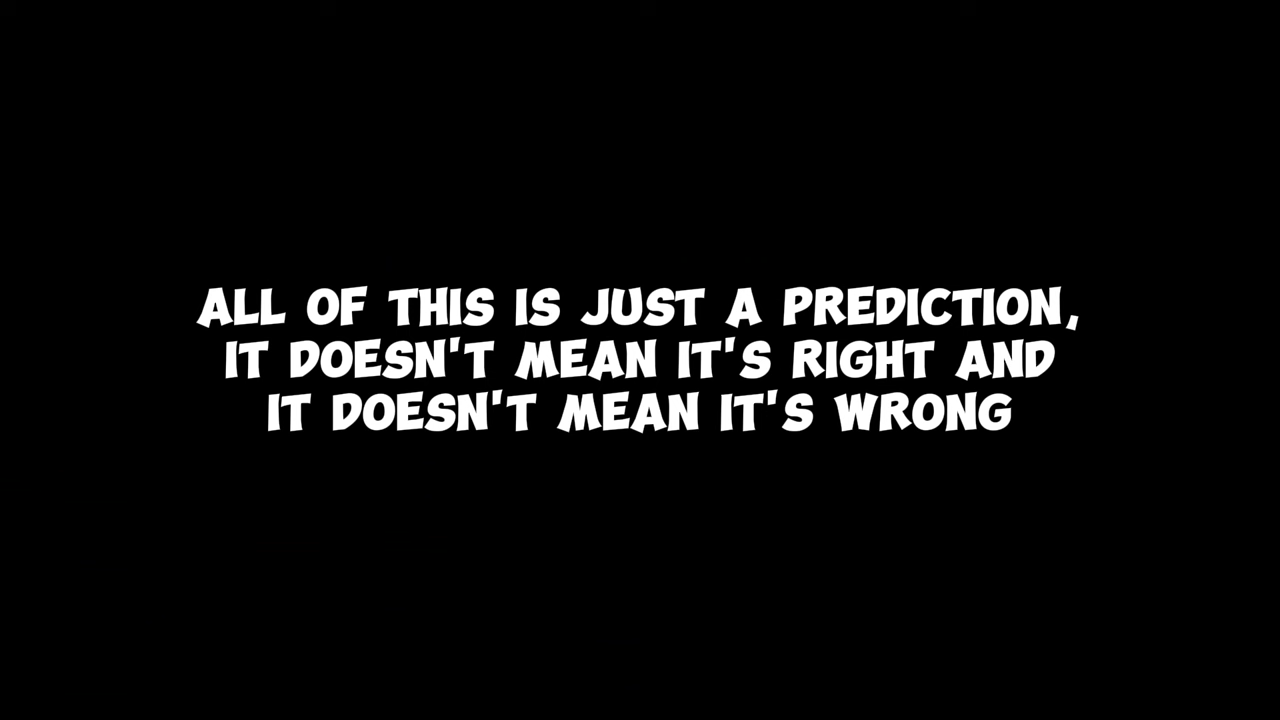 ALL OF THIS IS JUST A PREDICTION,
IT DOESN'T MEAN IT'S RIGHT AND
IT DOESN'T MEAN IT'S WRONG